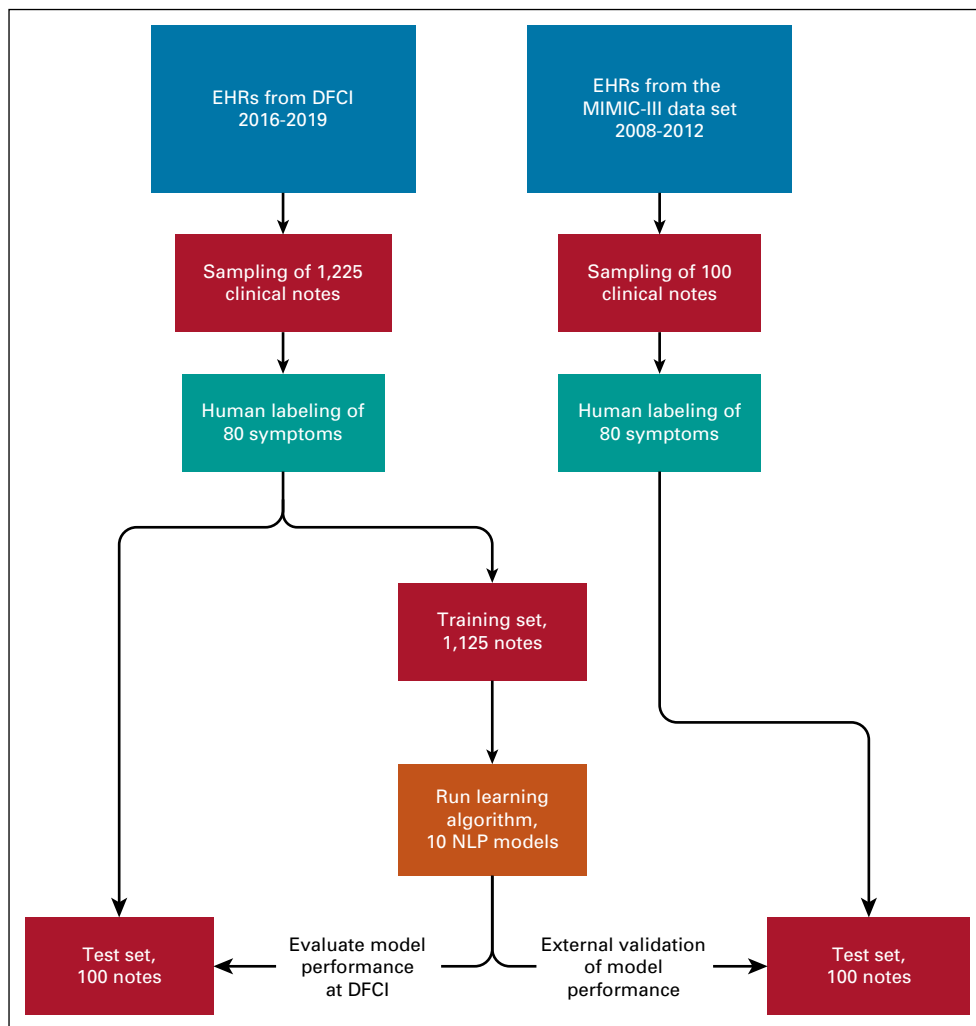 EHRs from DFCI
2016-2019
EHRs from the
MIMIC-III data set
2008-2012
Sampling of 1,225
clinical notes
Sampling of 100
clinical notes
Human labeling of
80 symptoms
Human labeling of
80 symptoms
Training set,
1,125 notes
Run learning
algorithm,
10 NLP models
Test set,
100 notes
Evaluate model
performance
at DFCI
External validation
of model
performance
Test set,
100 notes